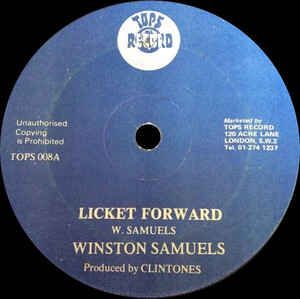 TOPS
RECORD
Unauthorised
Copying
is Prohibited
TOPS 008A
Marketed by
TOPS RECORD
120 ACRE LANE
LONDON, S.W.2
Tel. 01-274 1237
LICKET FORWARD
W. SAMUELS
WINSTON SAMUELS
Produced by CLINTONES